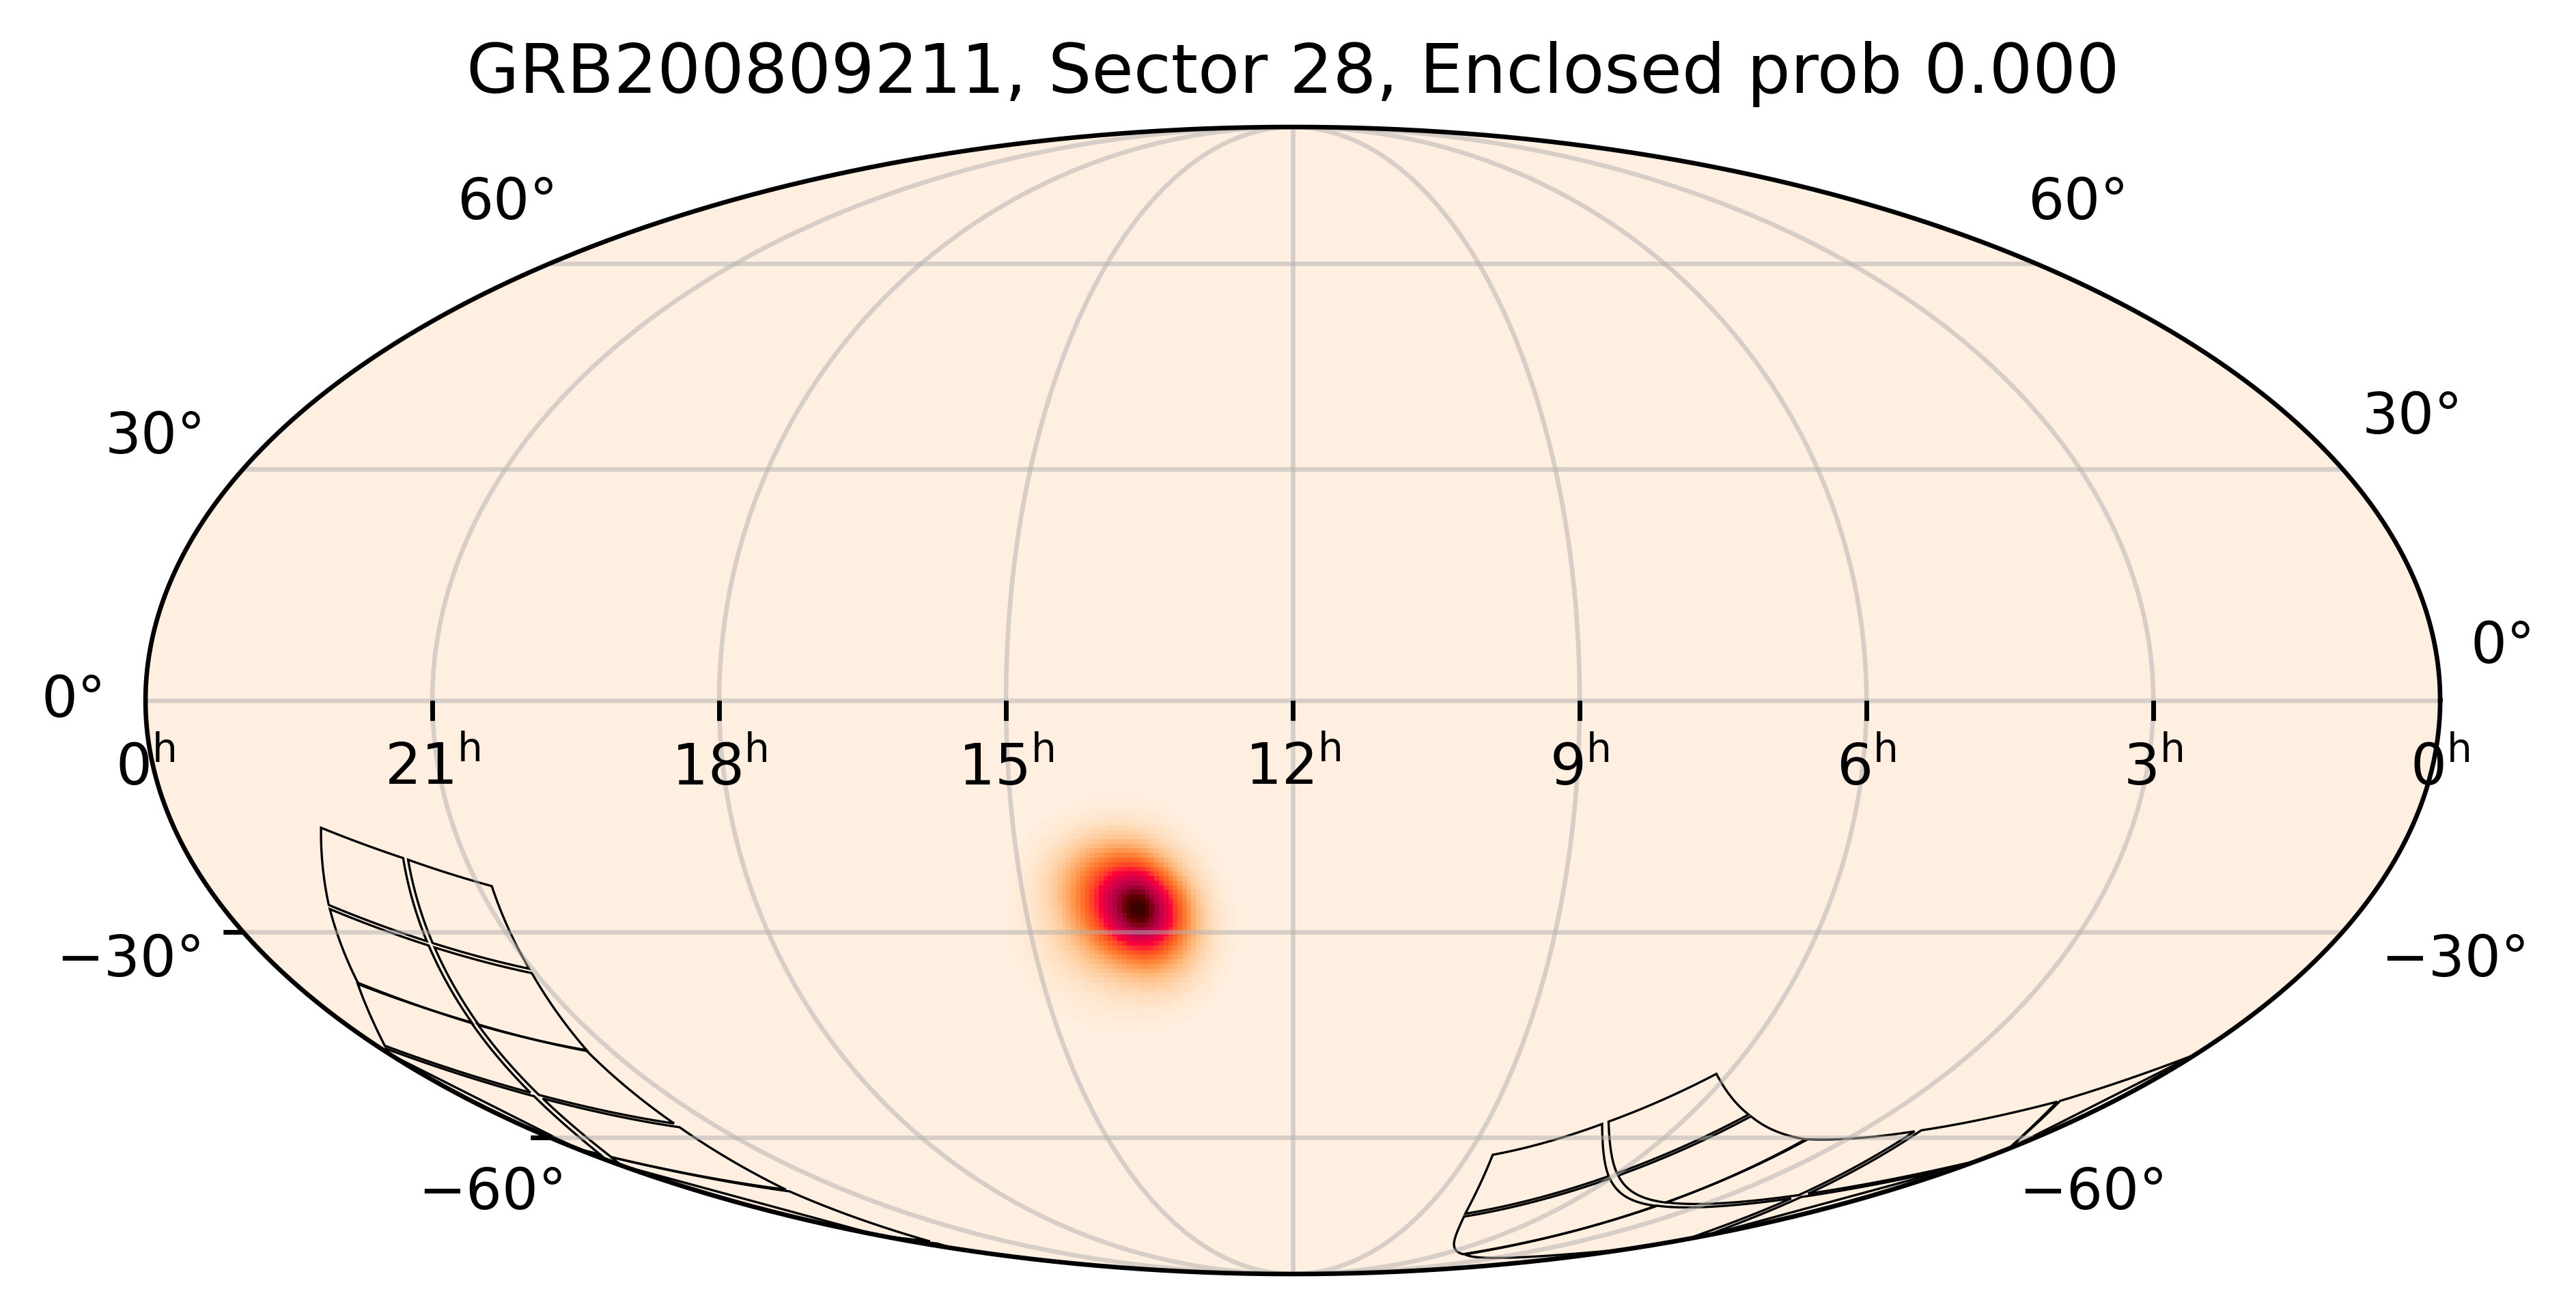 GRB200809211, Sector 28, Enclosed prob 0.000
60° 60°
30° 30°
0° 0°
0ʰ 21ʰ 18ʰ 15ʰ 12ʰ 9ʰ 6ʰ 3ʰ 0ʰ
−30° −30°
−60° −60°